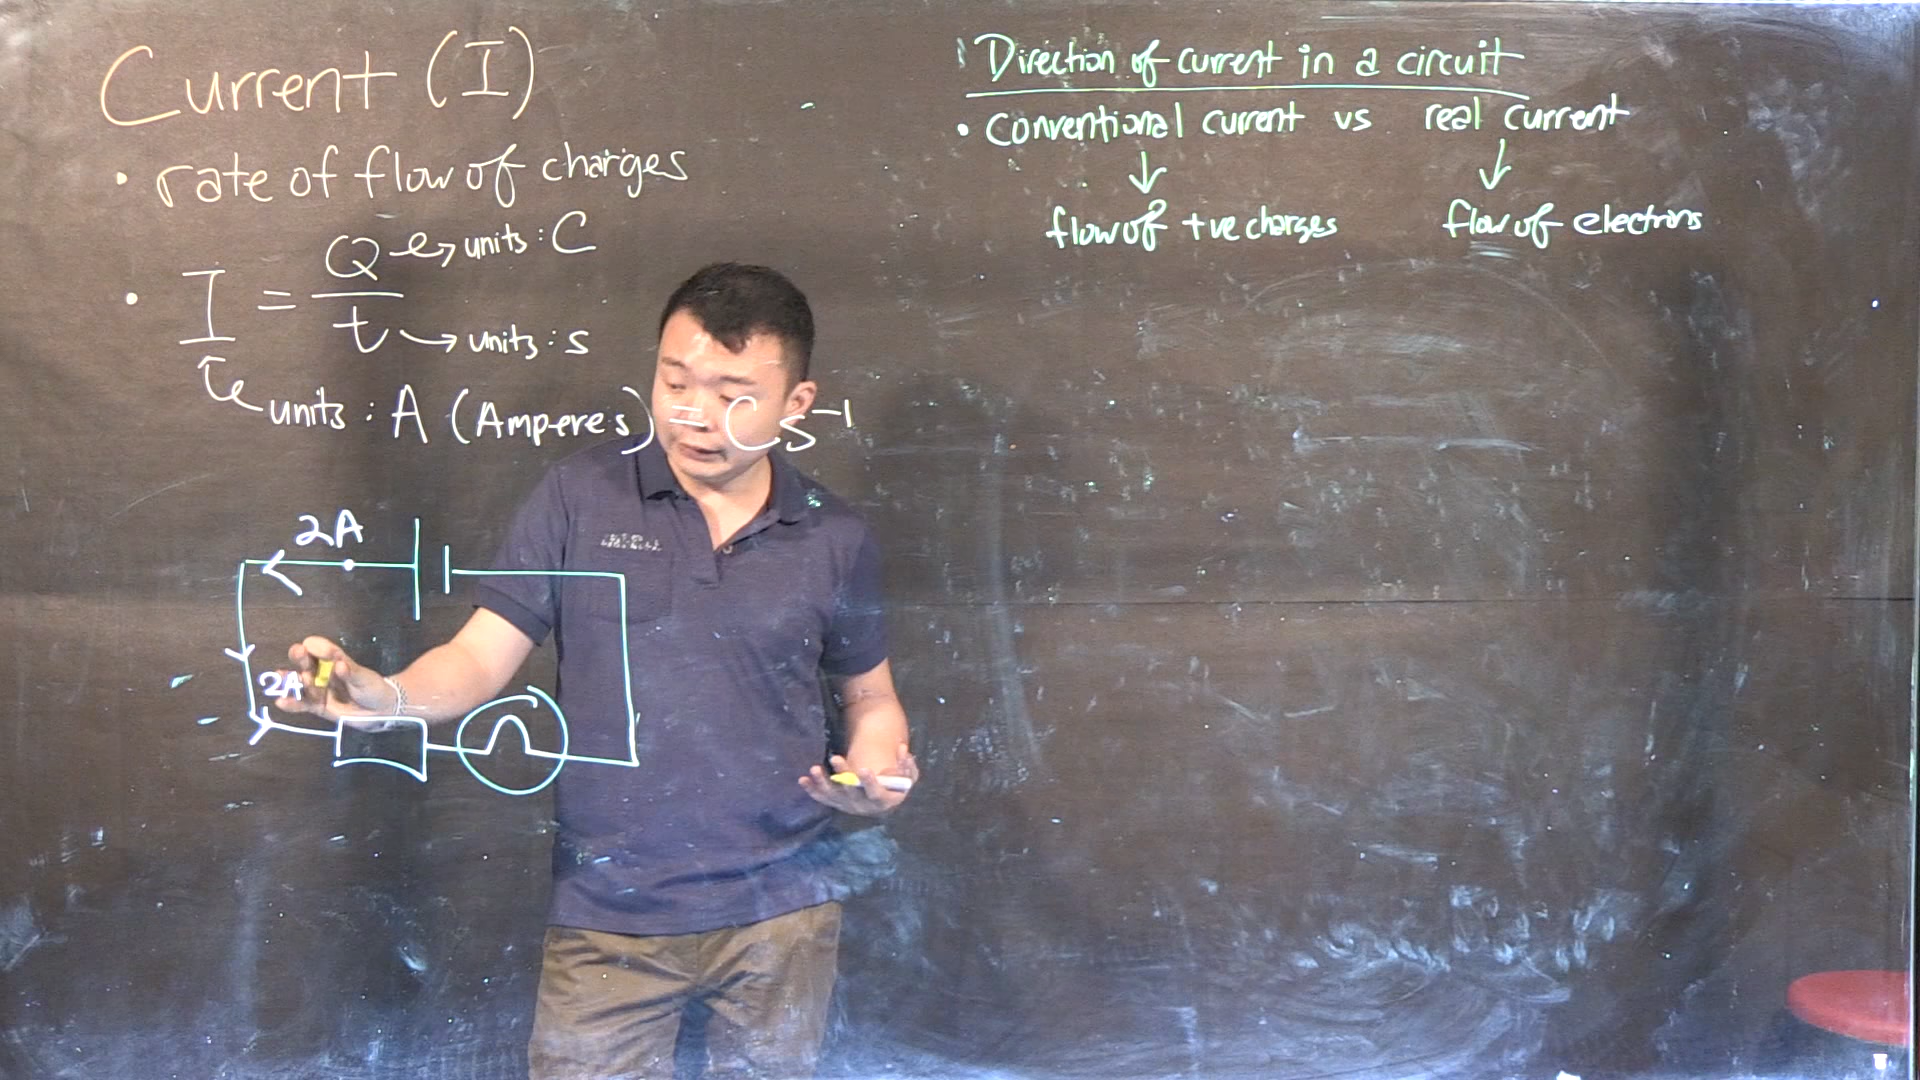 Current (I)
• rate of flow of charges
• I = Q/t
units : C
units : s
units : A (Amperes) = Cs⁻¹
2A
2A
Direction of current in a circuit
• Conventional current vs real current
↓ ↓
flow of +ve charges flow of electrons